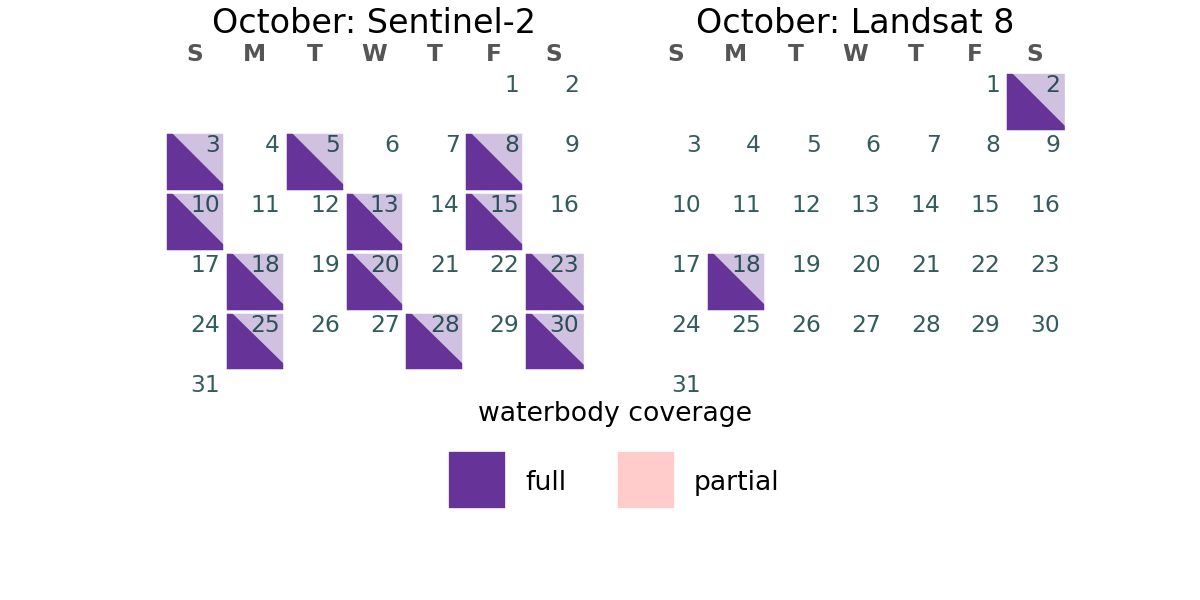 October: Sentinel-2
S M T W T F S
1 2
3 4 5 6 7 8 9
10 11 12 13 14 15 16
17 18 19 20 21 22 23
24 25 26 27 28 29 30
31
October: Landsat 8
S M T W T F S
1 2
3 4 5 6 7 8 9
10 11 12 13 14 15 16
17 18 19 20 21 22 23
24 25 26 27 28 29 30
31
waterbody coverage
full partial